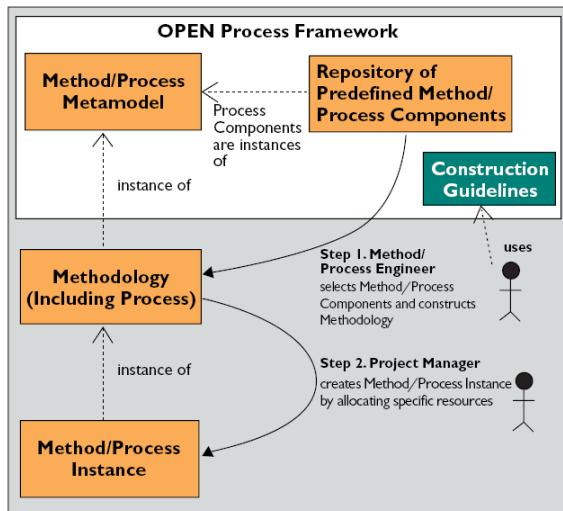 OPEN Process Framework
Method/Process
Metamodel
Repository of
Predefined Method/
Process Components
Process
Components
are instances
of
Construction
Guidelines
instance of
uses
Step 1. Method/
Process Engineer
selects Method/Process
Components and constructs
Methodology
Methodology
(Including Process)
Step 2. Project Manager
creates Method/Process Instance
by allocating specific resources
instance of
Method/Process
Instance